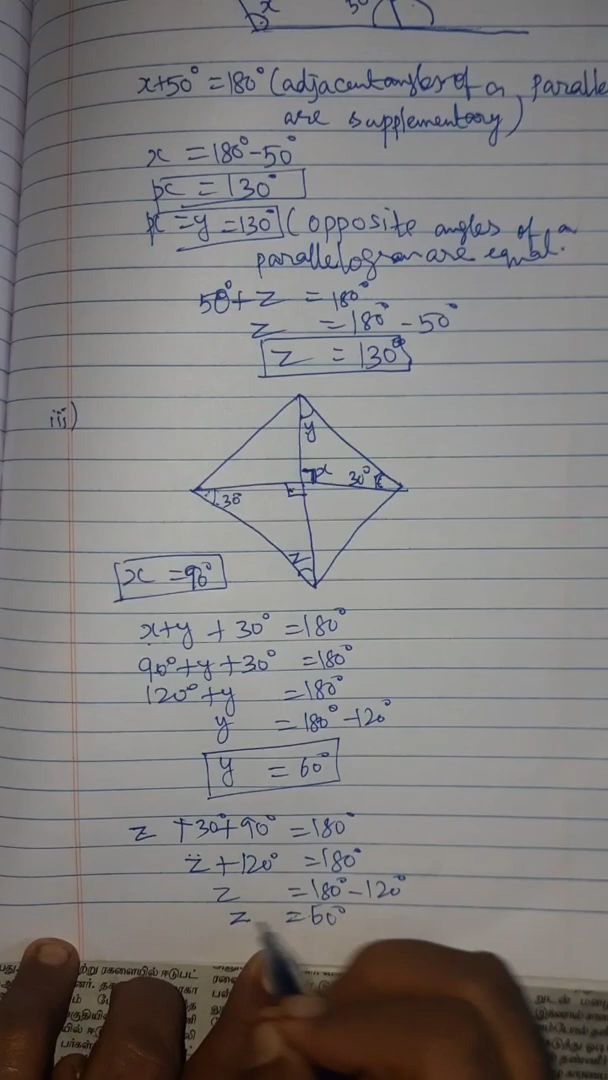 x 50
x+50° =180° (adjacent angles of a paralle
are supplementary)
x =180°-50°
x =130°
x =y =130° (opposite angles of a
parallelogram are equal.
50°+z =180°
z =180°-50°
z =130°
iii)
y
x 30°
30
z
x =90°
x+y +30° =180°
90°+y+30° =180°
120°+y =180°
y =180°-120°
y =60°
z +30°+90° =180°
z+120° =180°
z =180°-120°
z =60°